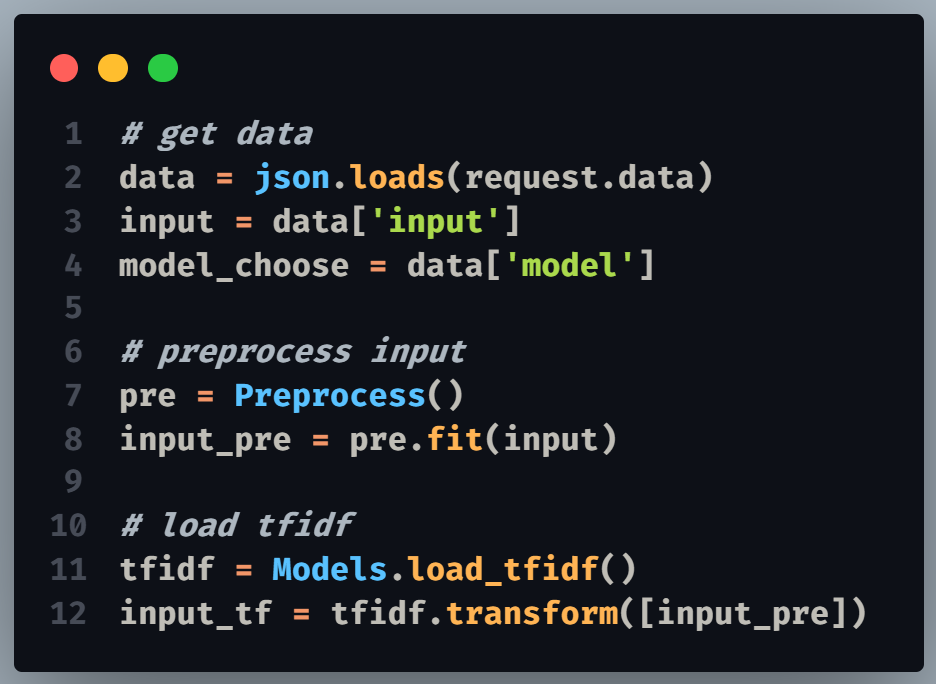 1 # get data
2 data = json.loads(request.data)
3 input = data['input']
4 model_choose = data['model']
5
6 # preprocess input
7 pre = Preprocess()
8 input_pre = pre.fit(input)
9
10 # load tfidf
11 tfidf = Models.load_tfidf()
12 input_tf = tfidf.transform([input_pre])